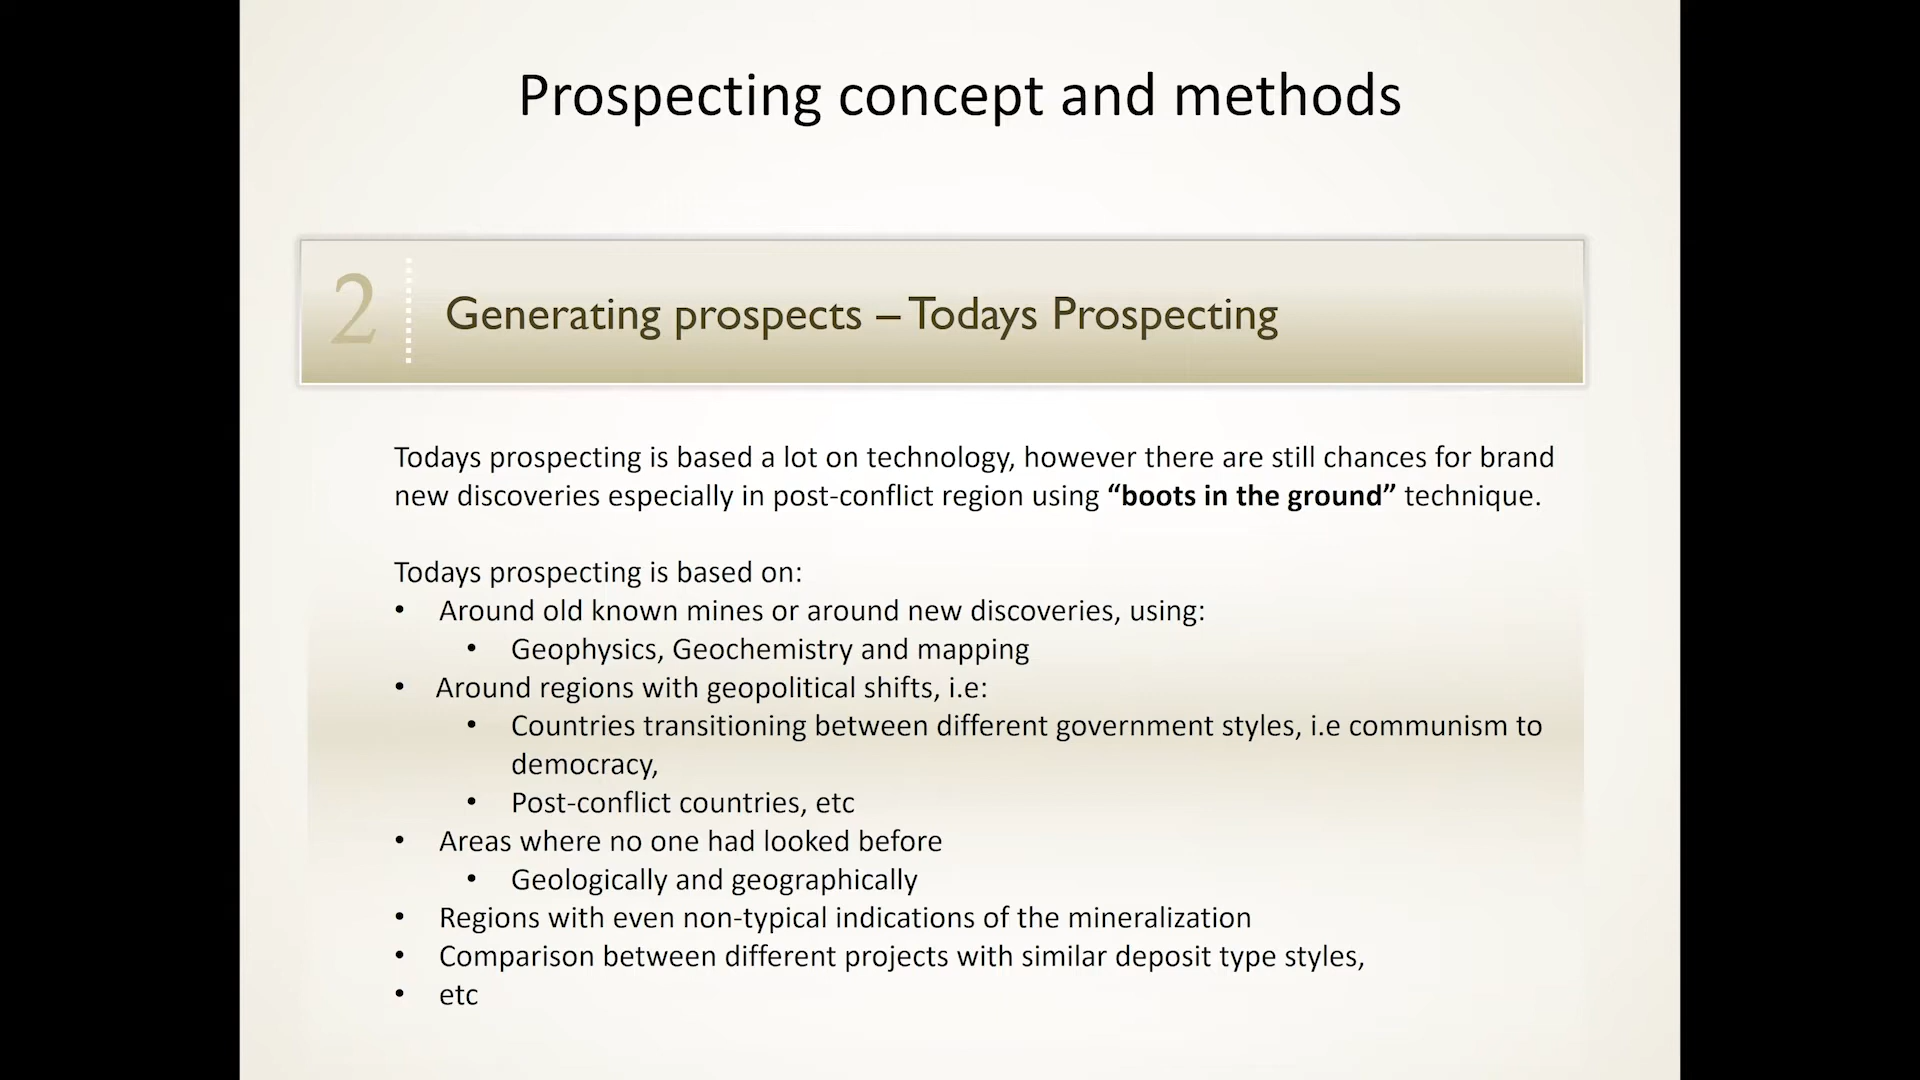 Prospecting concept and methods
2
Generating prospects – Todays Prospecting
Todays prospecting is based a lot on technology, however there are still chances for brand
new discoveries especially in post-conflict region using “boots in the ground” technique.
Todays prospecting is based on:
• Around old known mines or around new discoveries, using:
• Geophysics, Geochemistry and mapping
• Around regions with geopolitical shifts, i.e:
• Countries transitioning between different government styles, i.e communism to
democracy,
• Post-conflict countries, etc
• Areas where no one had looked before
• Geologically and geographically
• Regions with even non-typical indications of the mineralization
• Comparison between different projects with similar deposit type styles,
• etc